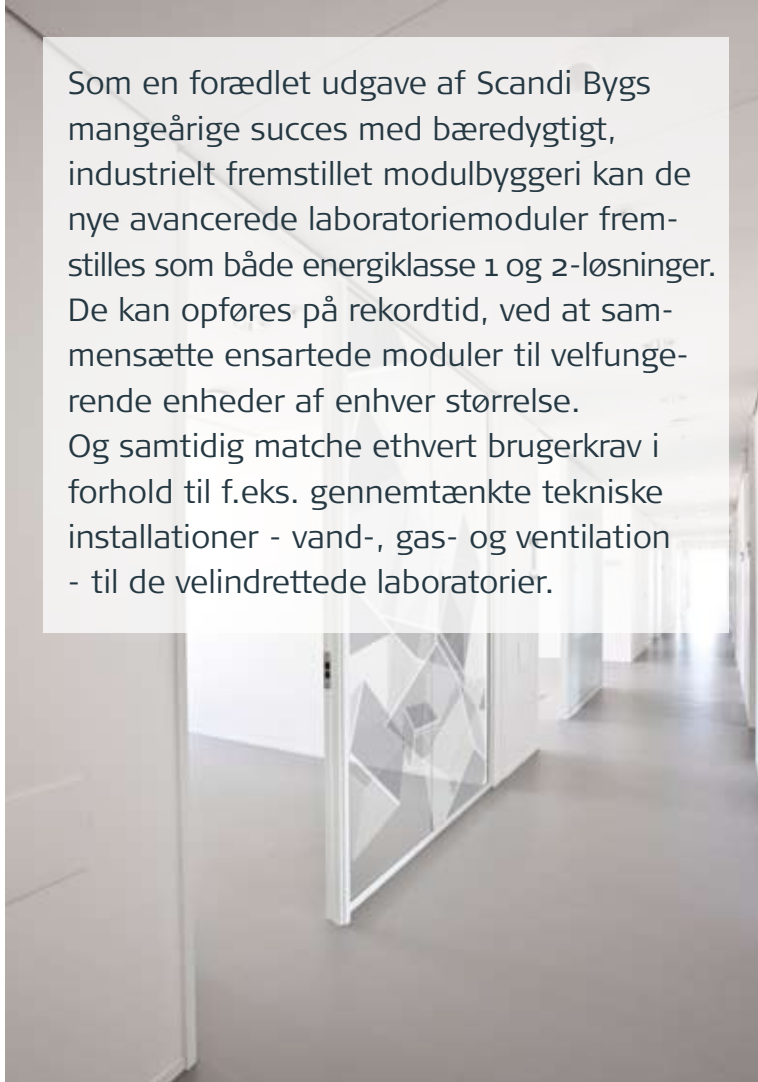 Som en forædlet udgave af Scandi Bygs
mangeårige succes med bæredygtigt,
industrielt fremstillet modulbyggeri kan de
nye avancerede laboratoriemoduler frem-
stilles som både energiklasse 1 og 2-løsninger.
De kan opføres på rekordtid, ved at sam-
mensætte ensartede moduler til velfunge-
rende enheder af enhver størrelse.
Og samtidig matche ethvert brugerkrav i
forhold til f.eks. gennemtænkte tekniske
installationer - vand-, gas- og ventilation
- til de velindrettede laboratorier.